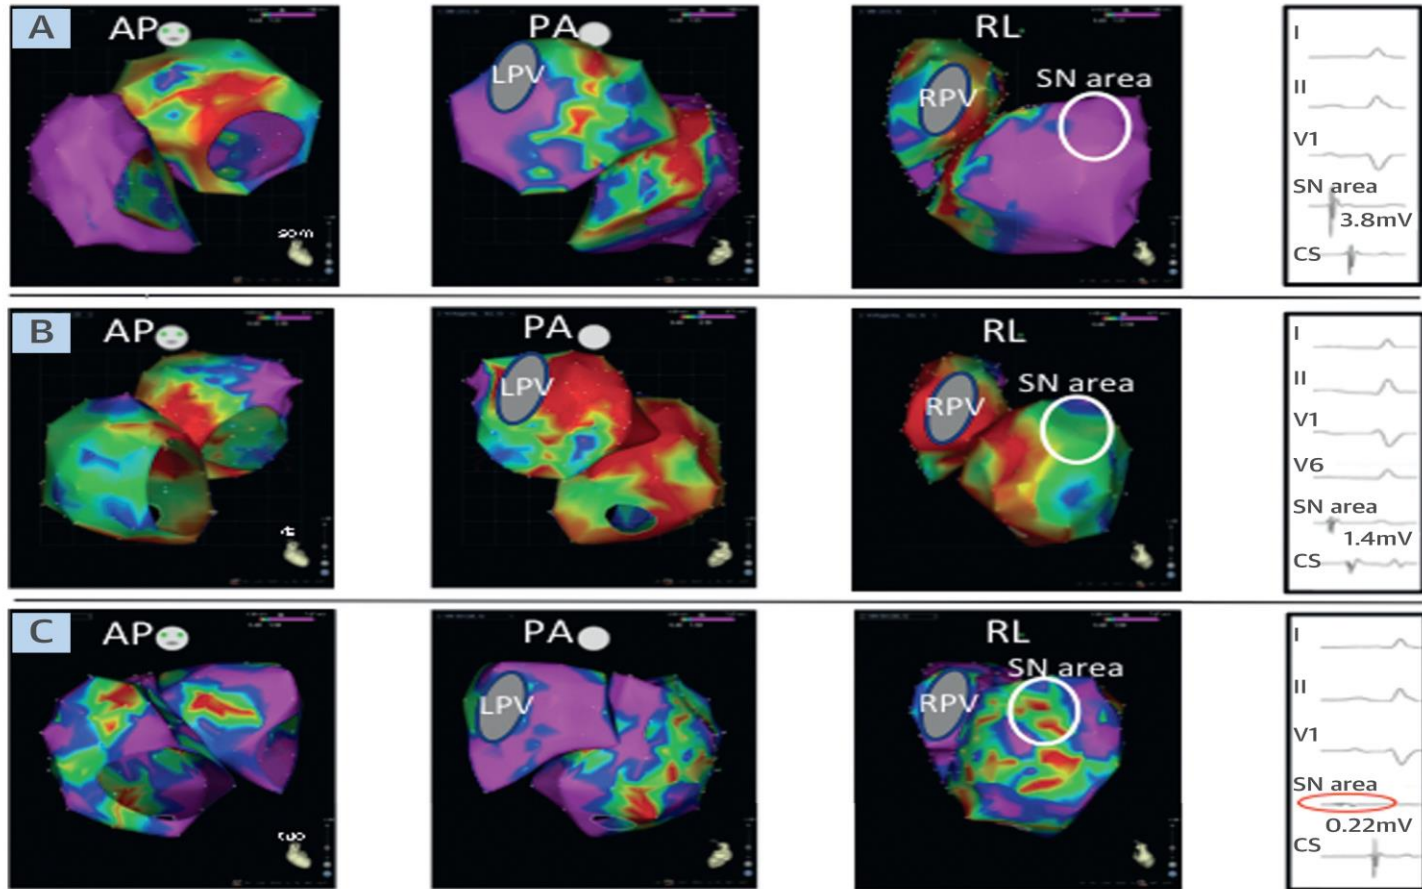 A
AP
PA
RL
LPV
RPV
SN area
I
II
V1
SN area
3.8mV
CS
B
AP
PA
RL
LPV
RPV
SN area
I
II
V1
V6
SN area
1.4mV
CS
C
AP
PA
RL
LPV
RPV
SN area
I
II
V1
SN area
0.22mV
CS